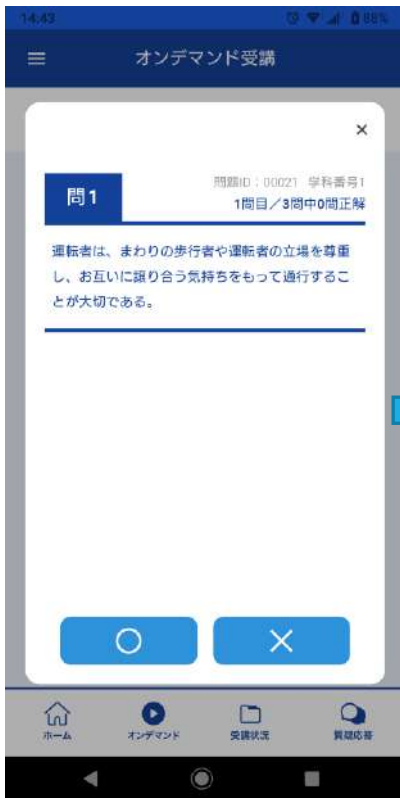 14:43
88%
オンデマンド受講
×
問1
問題ID：00021 学科番号1
1問目／3問中0問正解
運転者は、まわりの歩行者や運転者の立場を尊重
し、お互いに譲り合う気持ちをもって通行するこ
とが大切である。
○ ×
ホーム オンデマンド 受講状況 質疑応答